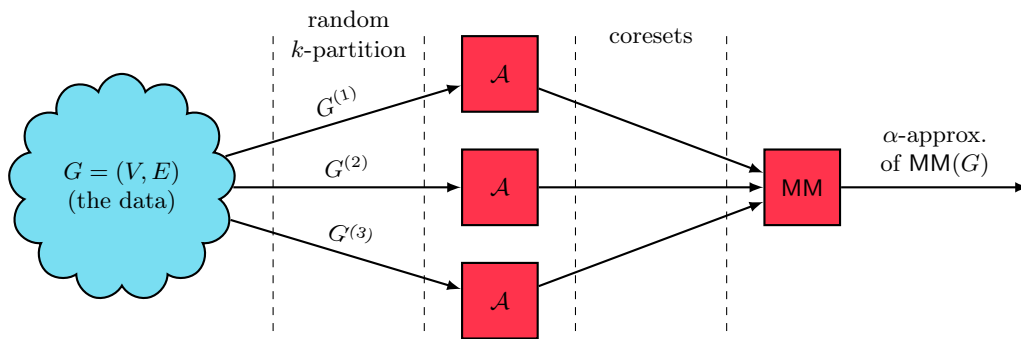 random
k-partition
coresets
G = (V, E)
(the data)
G^{(1)}
G^{(2)}
G^{(3)}
𝒜
𝒜
𝒜
MM
α-approx.
of MM(G)